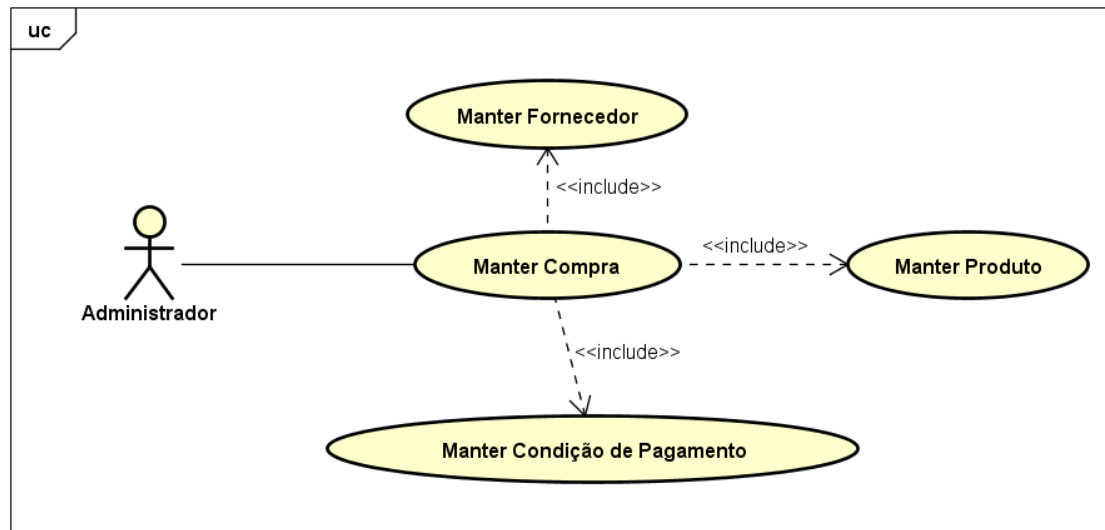 uc
Manter Fornecedor
<<include>>
Manter Compra
<<include>>
Manter Produto
Administrador
<<include>>
Manter Condição de Pagamento